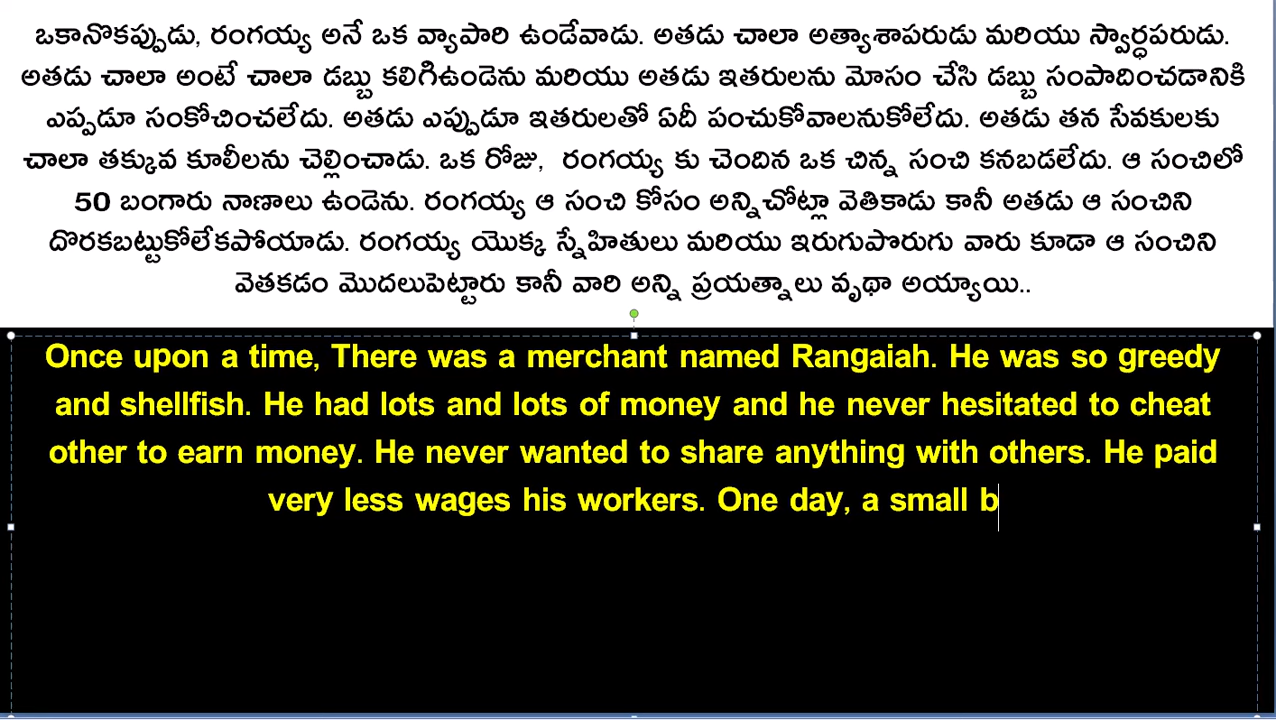 ఒకానొకప్పుడు, రంగయ్య అనే ఒక వ్యాపారి ఉండేవాడు. అతడు చాలా అత్యాశాపరుడు మరియు స్వార్ధపరుడు.
అతడు చాలా అంటే చాలా డబ్బు కలిగిఉండెను మరియు అతడు ఇతరులను మోసం చేసి డబ్బు సంపాదించడానికి
ఎప్పడూ సంకోచించలేదు. అతడు ఎప్పుడూ ఇతరులతో ఏదీ పంచుకోవాలనుకోలేదు. అతడు తన సేవకులకు
చాలా తక్కువ కూలీలను చెల్లించాడు. ఒక రోజు, రంగయ్య కు చెందిన ఒక చిన్న సంచి కనబడలేదు. ఆ సంచిలో
50 బంగారు నాణాలు ఉండెను. రంగయ్య ఆ సంచి కోసం అన్నిచోట్లా వెతికాడు కానీ అతడు ఆ సంచిని
దొరకబట్టుకోలేకపోయాడు. రంగయ్య యొక్క స్నేహితులు మరియు ఇరుగుపొరుగు వారు కూడా ఆ సంచిని
వెతకడం మొదలుపెట్టారు కానీ వారి అన్ని ప్రయత్నాలు వృథా అయ్యాయి..
Once upon a time, There was a merchant named Rangaiah. He was so greedy
and shellfish. He had lots and lots of money and he never hesitated to cheat
other to earn money. He never wanted to share anything with others. He paid
very less wages his workers. One day, a small b